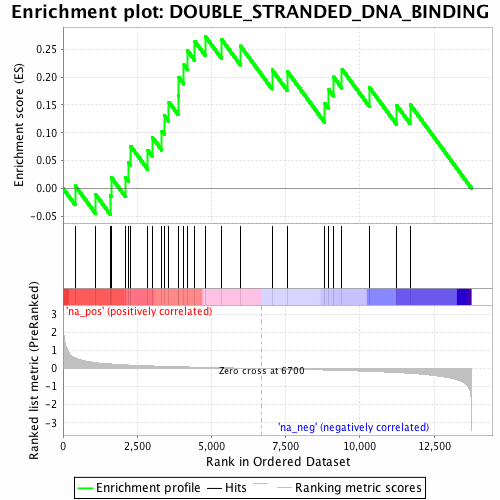 Enrichment plot: DOUBLE_STRANDED_DNA_BINDING
Enrichment score (ES)
0.25
0.20
0.15
0.10
0.05
0.00
-0.05
'na_pos' (positively correlated)
Ranked list metric (PreRanked)
3
2
1
0
-1
-2
-3
Zero cross at 6700
'na_neg' (negatively correlated)
0
2,500
5,000
7,500
10,000
12,500
Rank in Ordered Dataset
Enrichment profile
Hits
Ranking metric scores